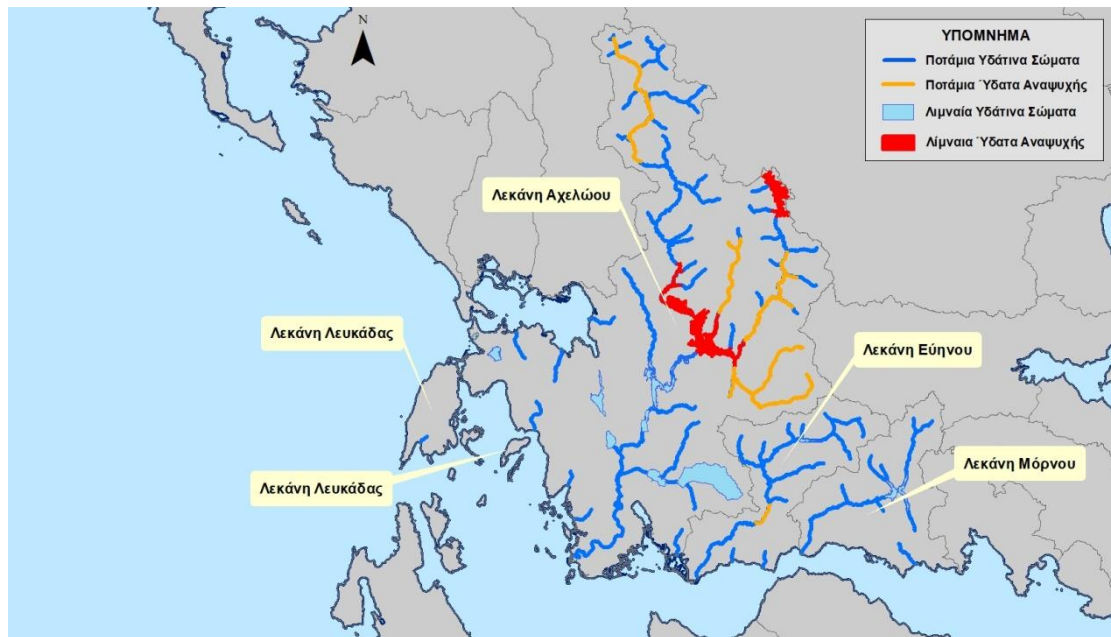 N
ΥΠΟΜΝΗΜΑ
Ποτάμια Υδάτινα Σώματα
Ποτάμια Ύδατα Αναψυχής
Λιμναία Υδάτινα Σώματα
Λίμναια Ύδατα Αναψυχής
Λεκάνη Αχελώου
Λεκάνη Λευκάδας
Λεκάνη Εύηνου
Λεκάνη Λευκάδας
Λεκάνη Μόρνου